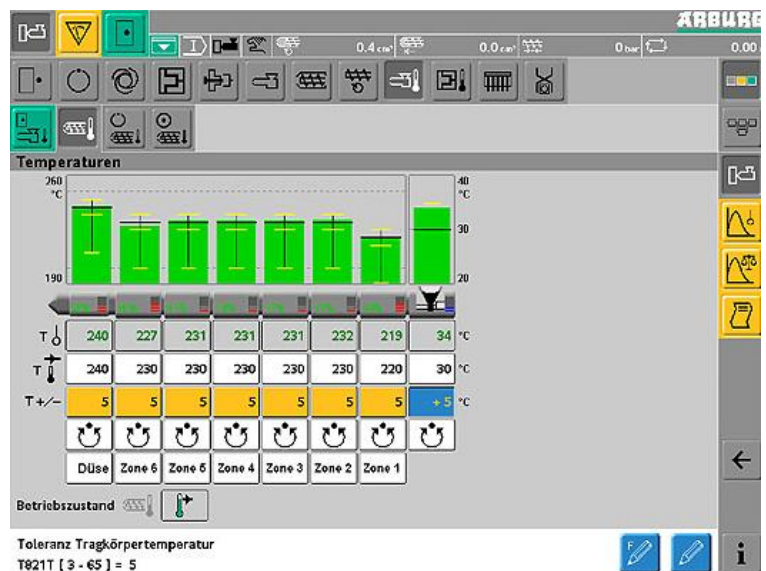 ARBURG
0.4 cm³ 0.0 cm³ 0 bar 0.00
Temperaturen
260 °C 40 °C
30
190 20
T 240 227 231 231 231 232 219 34 °C
T 240 230 230 230 230 230 220 30 °C
T+/− 5 5 5 5 5 5 5 +5 °C
Düse Zone 6 Zone 5 Zone 4 Zone 3 Zone 2 Zone 1
Betriebszustand
Toleranz Tragkörpertemperatur
T821T [ 3 - 65 ] = 5
F
i